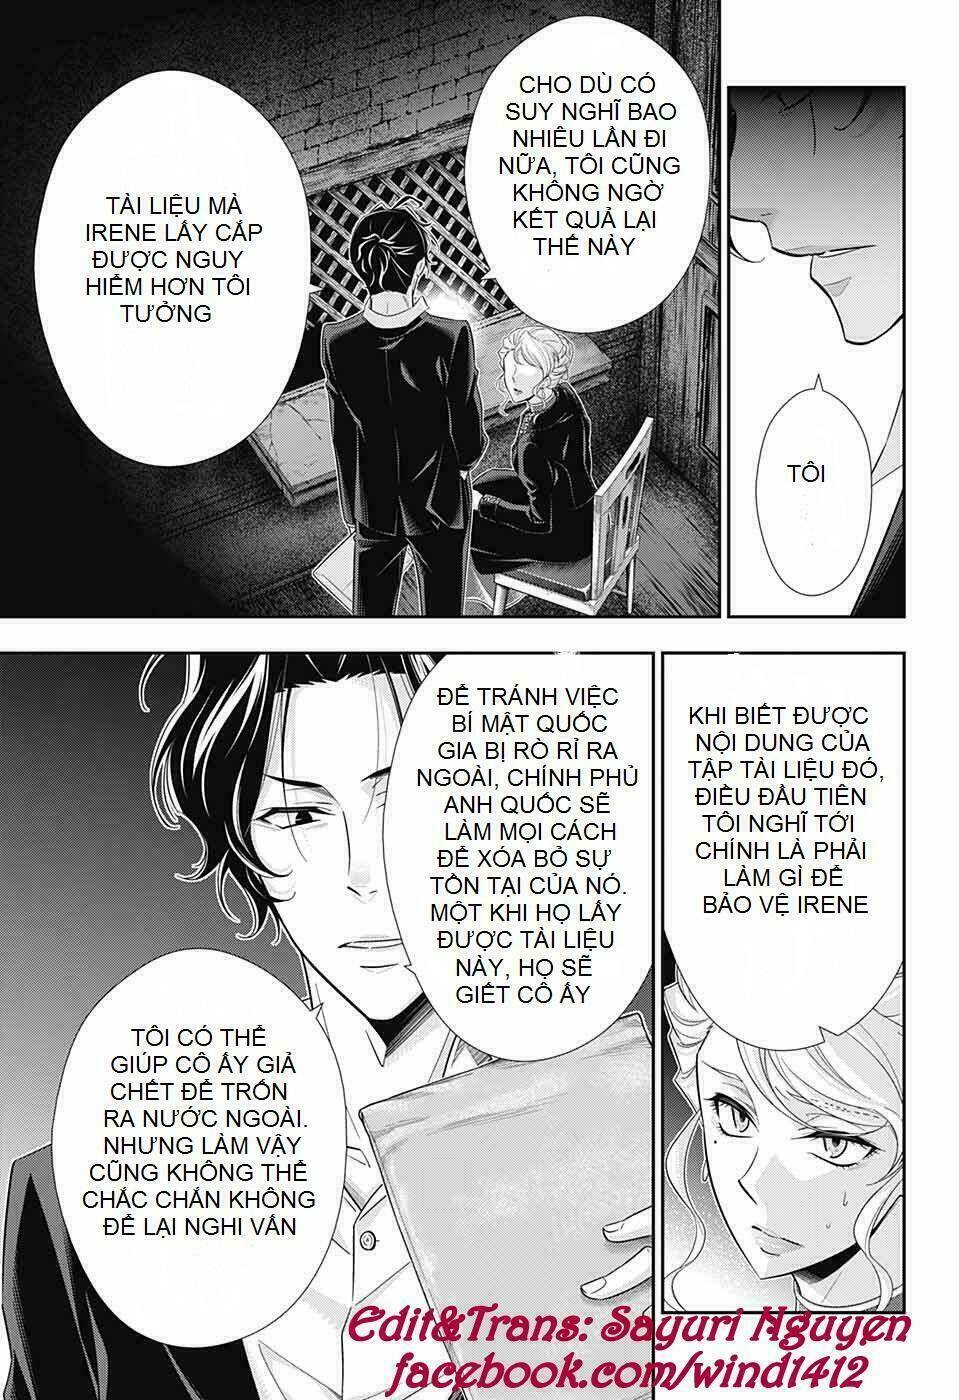 TÔI
CHO DÙ CÓ
SUY NGHĨ BAO
NHIÊU LẦN ĐI
NỮA, TÔI CŨNG
KHÔNG NGỜ
KẾT QUẢ LẠI
THẾ NÀY
TÀI LIỆU MÀ
IRENE LẤY CẮP
ĐƯỢC NGUY
HIỂM HƠN TÔI
TƯỞNG
KHI BIẾT ĐƯỢC
NỘI DUNG CỦA
TẬP TÀI LIỆU ĐÓ,
ĐIỀU ĐẦU TIÊN
TÔI NGHĨ TỚI
CHÍNH LÀ PHẢI
LÀM GÌ ĐỂ
BẢO VỆ IRENE
ĐỂ TRÁNH VIỆC
BÍ MẬT QUỐC
GIA BỊ RÒ RỈ RA
NGOÀI, CHÍNH PHỦ
ANH QUỐC SẼ
LÀM MỌI CÁCH
ĐỂ XÓA BỎ SỰ
TỒN TẠI CỦA NÓ.
MỘT KHI HỌ LẤY
ĐƯỢC TÀI LIỆU
NÀY, HỌ SẼ
GIẾT CÔ ẤY
TÔI CÓ THỂ
GIÚP CÔ ẤY GIẢ
CHẾT ĐỂ TRỐN
RA NƯỚC NGOÀI.
NHƯNG LÀM VẬY
CŨNG KHÔNG THỂ
CHẮC CHẮN KHÔNG
ĐỂ LẠI NGHI VẤN
Edit&Trans: Sayuri Nguyen
facebook.com/wind1412